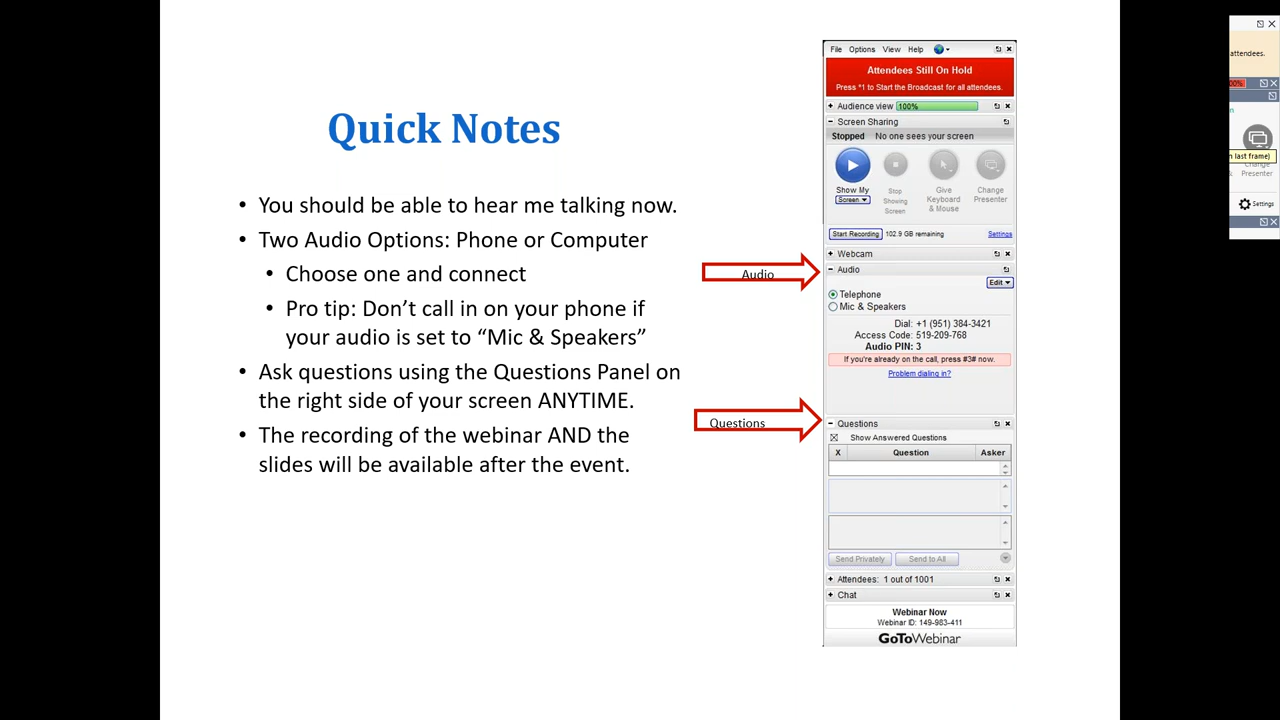 Quick Notes
• You should be able to hear me talking now.
• Two Audio Options: Phone or Computer
• Choose one and connect
• Pro tip: Don’t call in on your phone if
your audio is set to “Mic & Speakers”
• Ask questions using the Questions Panel on
the right side of your screen ANYTIME.
• The recording of the webinar AND the
slides will be available after the event.
Audio
Questions
File Options View Help
Attendees Still On Hold
Press *1 to Start the Broadcast for all attendees.
Audience view 100%
Screen Sharing
Stopped No one sees your screen
Show My
Screen
Stop
Showing
Screen
Give
Keyboard
& Mouse
Change
Presenter
Start Recording 102.9 GB remaining Settings
Webcam
Audio
Edit
Telephone
Mic & Speakers
Dial: +1 (951) 384-3421
Access Code: 519-209-768
Audio PIN: 3
If you're already on the call, press #3# now.
Problem dialing in?
Questions
Show Answered Questions
X Question Asker
Send Privately Send to All
Attendees: 1 out of 1001
Chat
Webinar Now
Webinar ID: 149-983-411
GoToWebinar
attendees.
last frame)
Change
Presenter
Settings